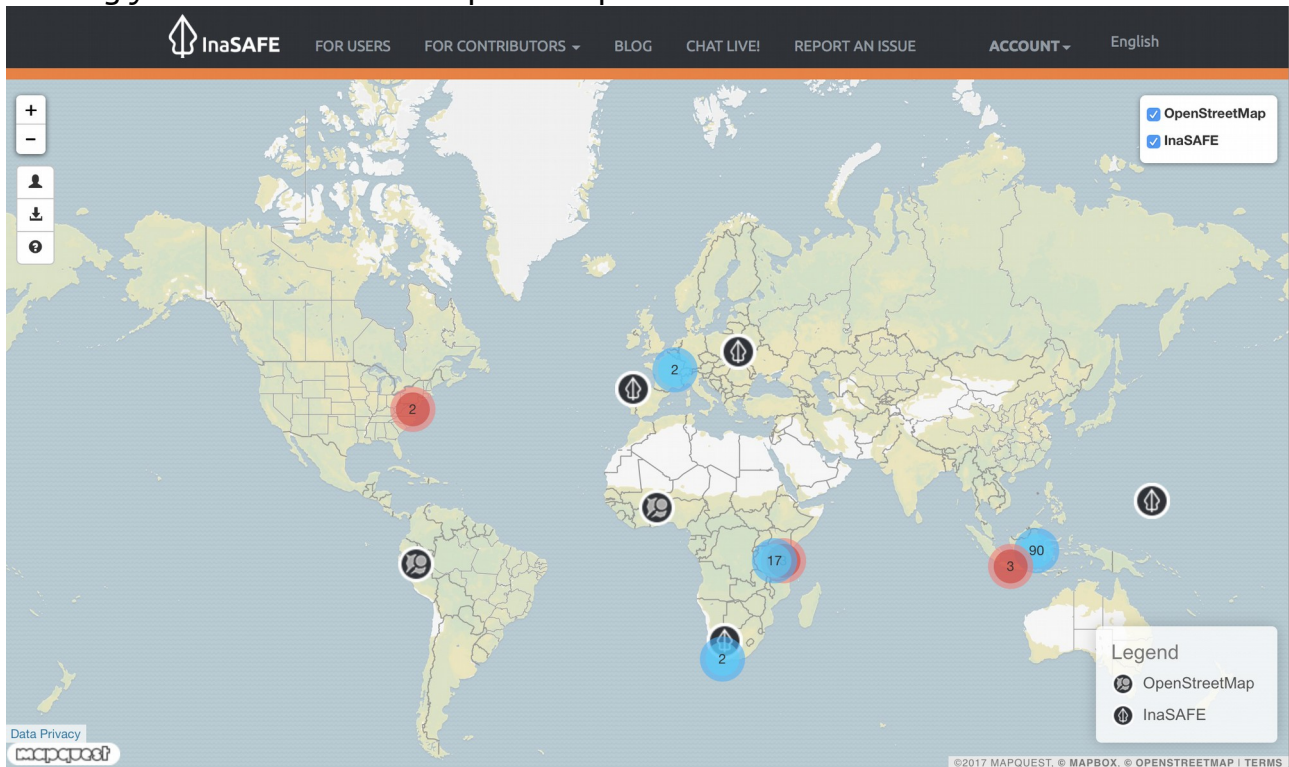 InaSAFE FOR USERS FOR CONTRIBUTORS BLOG CHAT LIVE! REPORT AN ISSUE ACCOUNT English
+
−
OpenStreetMap
InaSAFE
2
2
17
90
3
2
Legend
OpenStreetMap
InaSAFE
Data Privacy
mapquest
©2017 MAPQUEST, © MAPBOX, © OPENSTREETMAP | TERMS